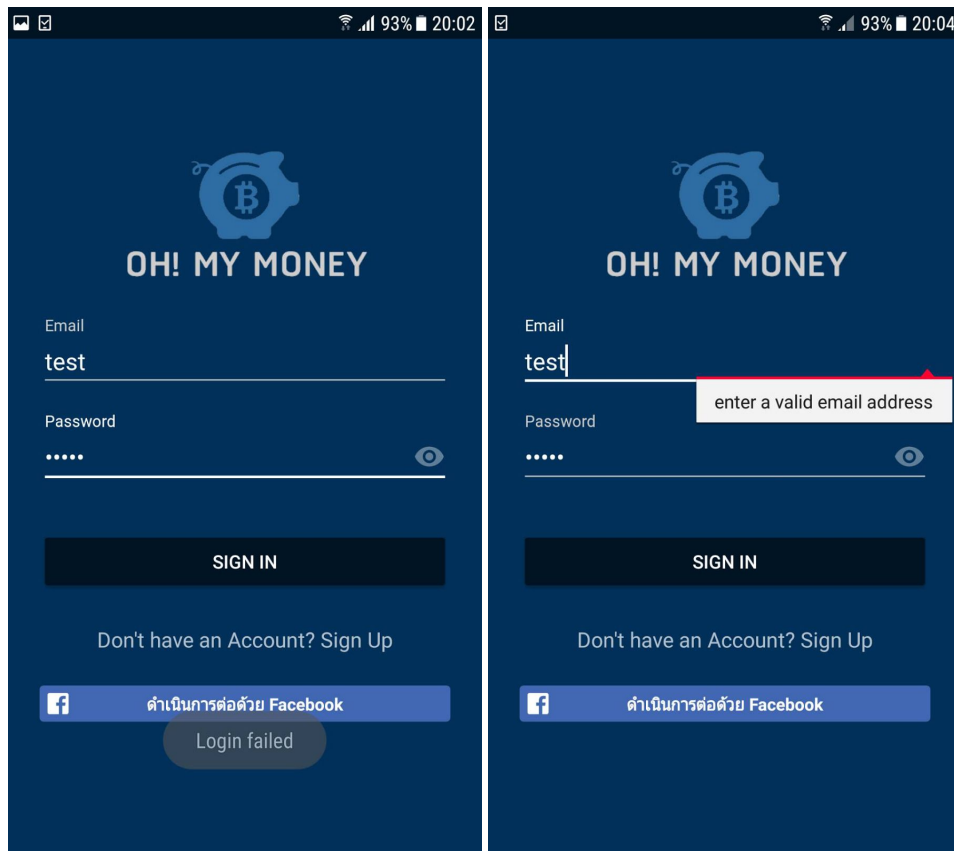 93% 20:02
OH! MY MONEY
Email
test
Password
•••••
SIGN IN
Don't have an Account? Sign Up
ดำเนินการต่อด้วย Facebook
Login failed
93% 20:04
OH! MY MONEY
Email
test
enter a valid email address
Password
•••••
SIGN IN
Don't have an Account? Sign Up
ดำเนินการต่อด้วย Facebook